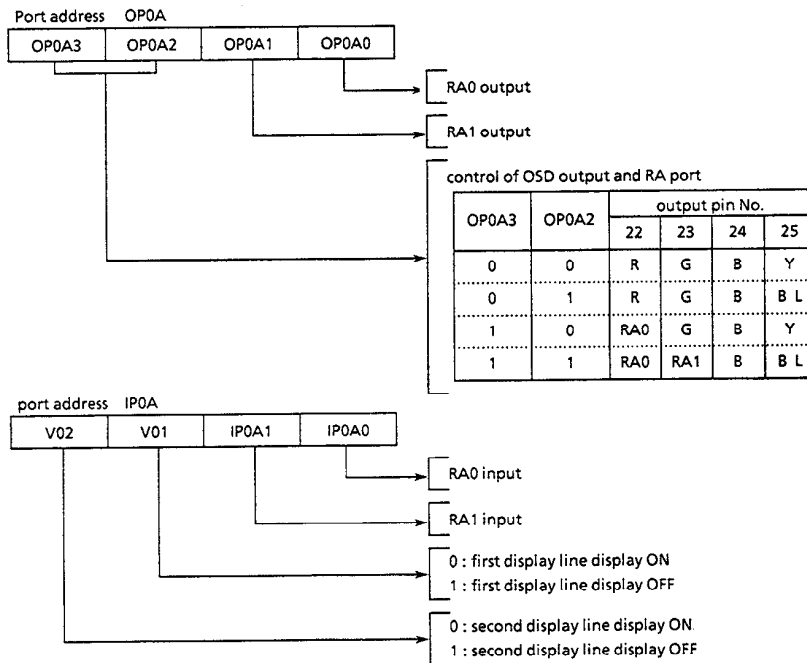 Port address OP0A
OP0A3 OP0A2 OP0A1 OP0A0
RA0 output
RA1 output
control of OSD output and RA port
OP0A3 OP0A2 output pin No.
22 23 24 25
0 0 R G B Y
0 1 R G B B L
1 0 RA0 G B Y
1 1 RA0 RA1 B B L
port address IP0A
V02 V01 IP0A1 IP0A0
RA0 input
RA1 input
0 : first display line display ON
1 : first display line display OFF
0 : second display line display ON
1 : second display line display OFF